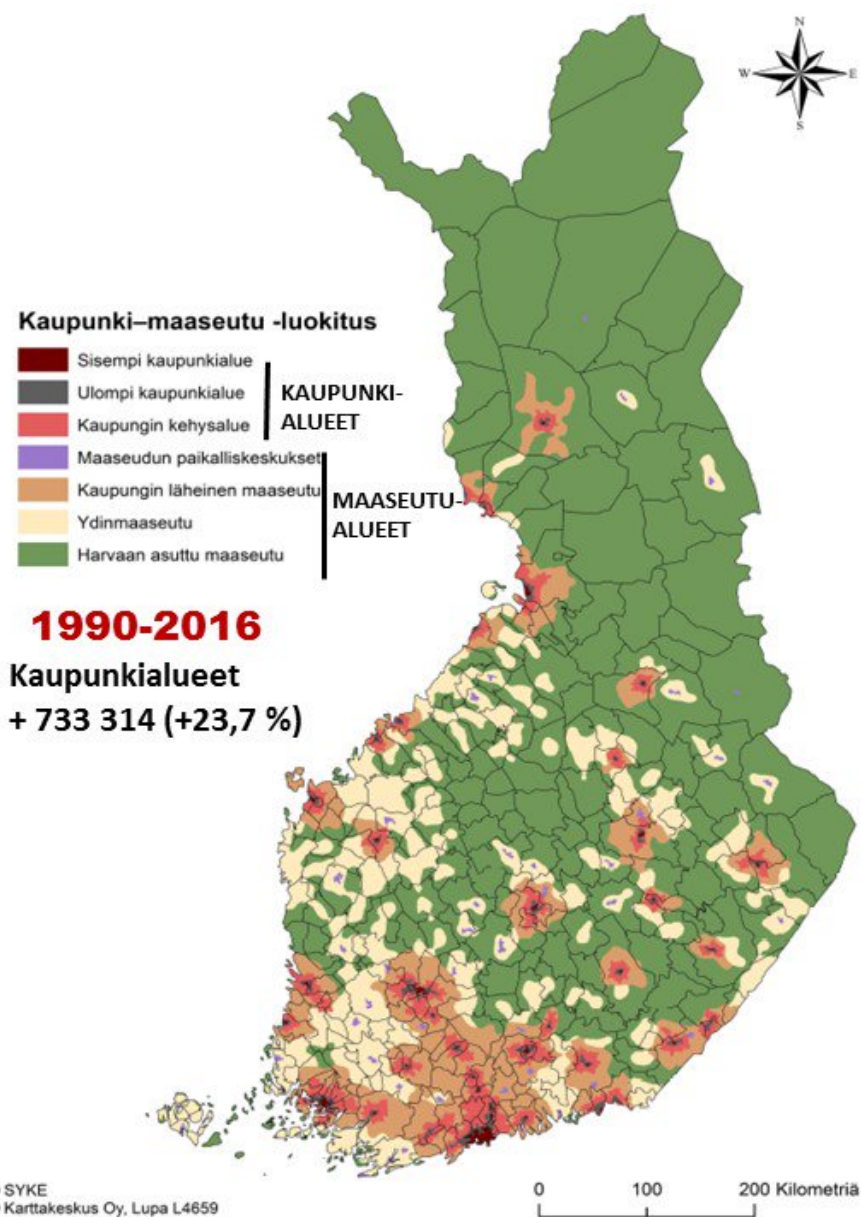 N
W E
S
Kaupunki–maaseutu -luokitus
Sisempi kaupunkialue
Ulompi kaupunkialue
Kaupungin kehysalue
KAUPUNKI-
ALUEET
Maaseudun paikalliskeskukset
Kaupungin läheinen maaseutu
Ydinmaaseutu
Harvaan asuttu maaseutu
MAASEUTU-
ALUEET
1990-2016
Kaupunkialueet
+ 733 314 (+23,7 %)
SYKE
Karttakeskus Oy, Lupa L4659
0 100 200 Kilometriä